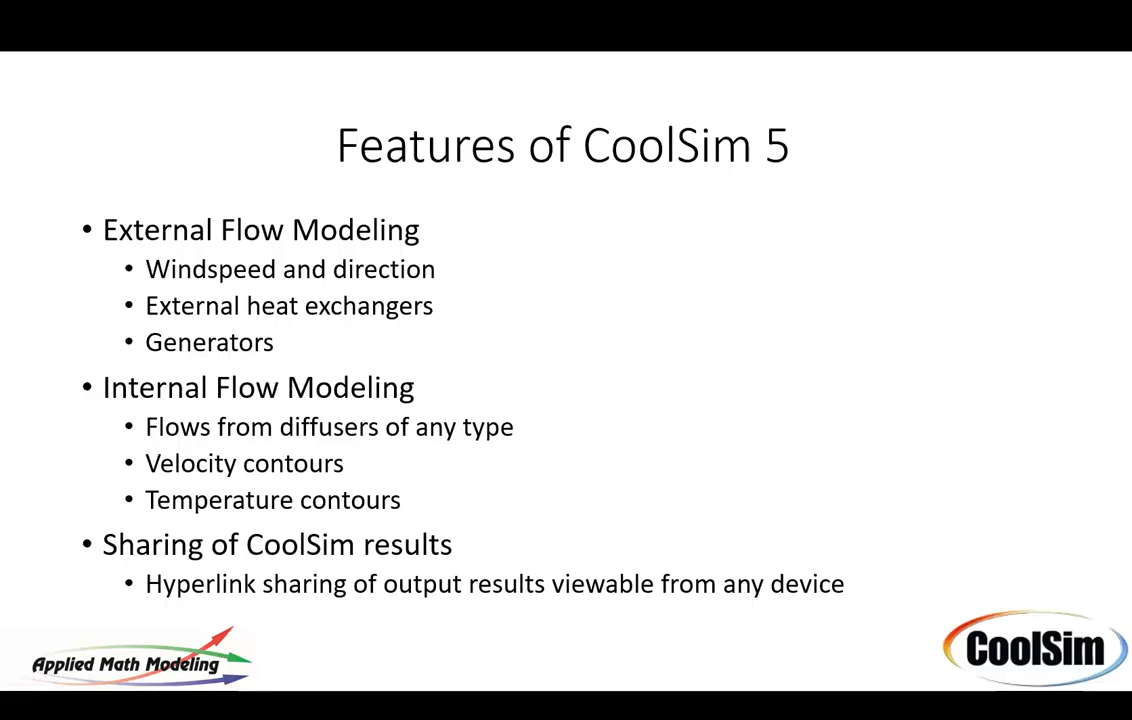 Features of CoolSim 5
• External Flow Modeling
• Windspeed and direction
• External heat exchangers
• Generators
• Internal Flow Modeling
• Flows from diffusers of any type
• Velocity contours
• Temperature contours
• Sharing of CoolSim results
• Hyperlink sharing of output results viewable from any device
Applied Math Modeling
CoolSim